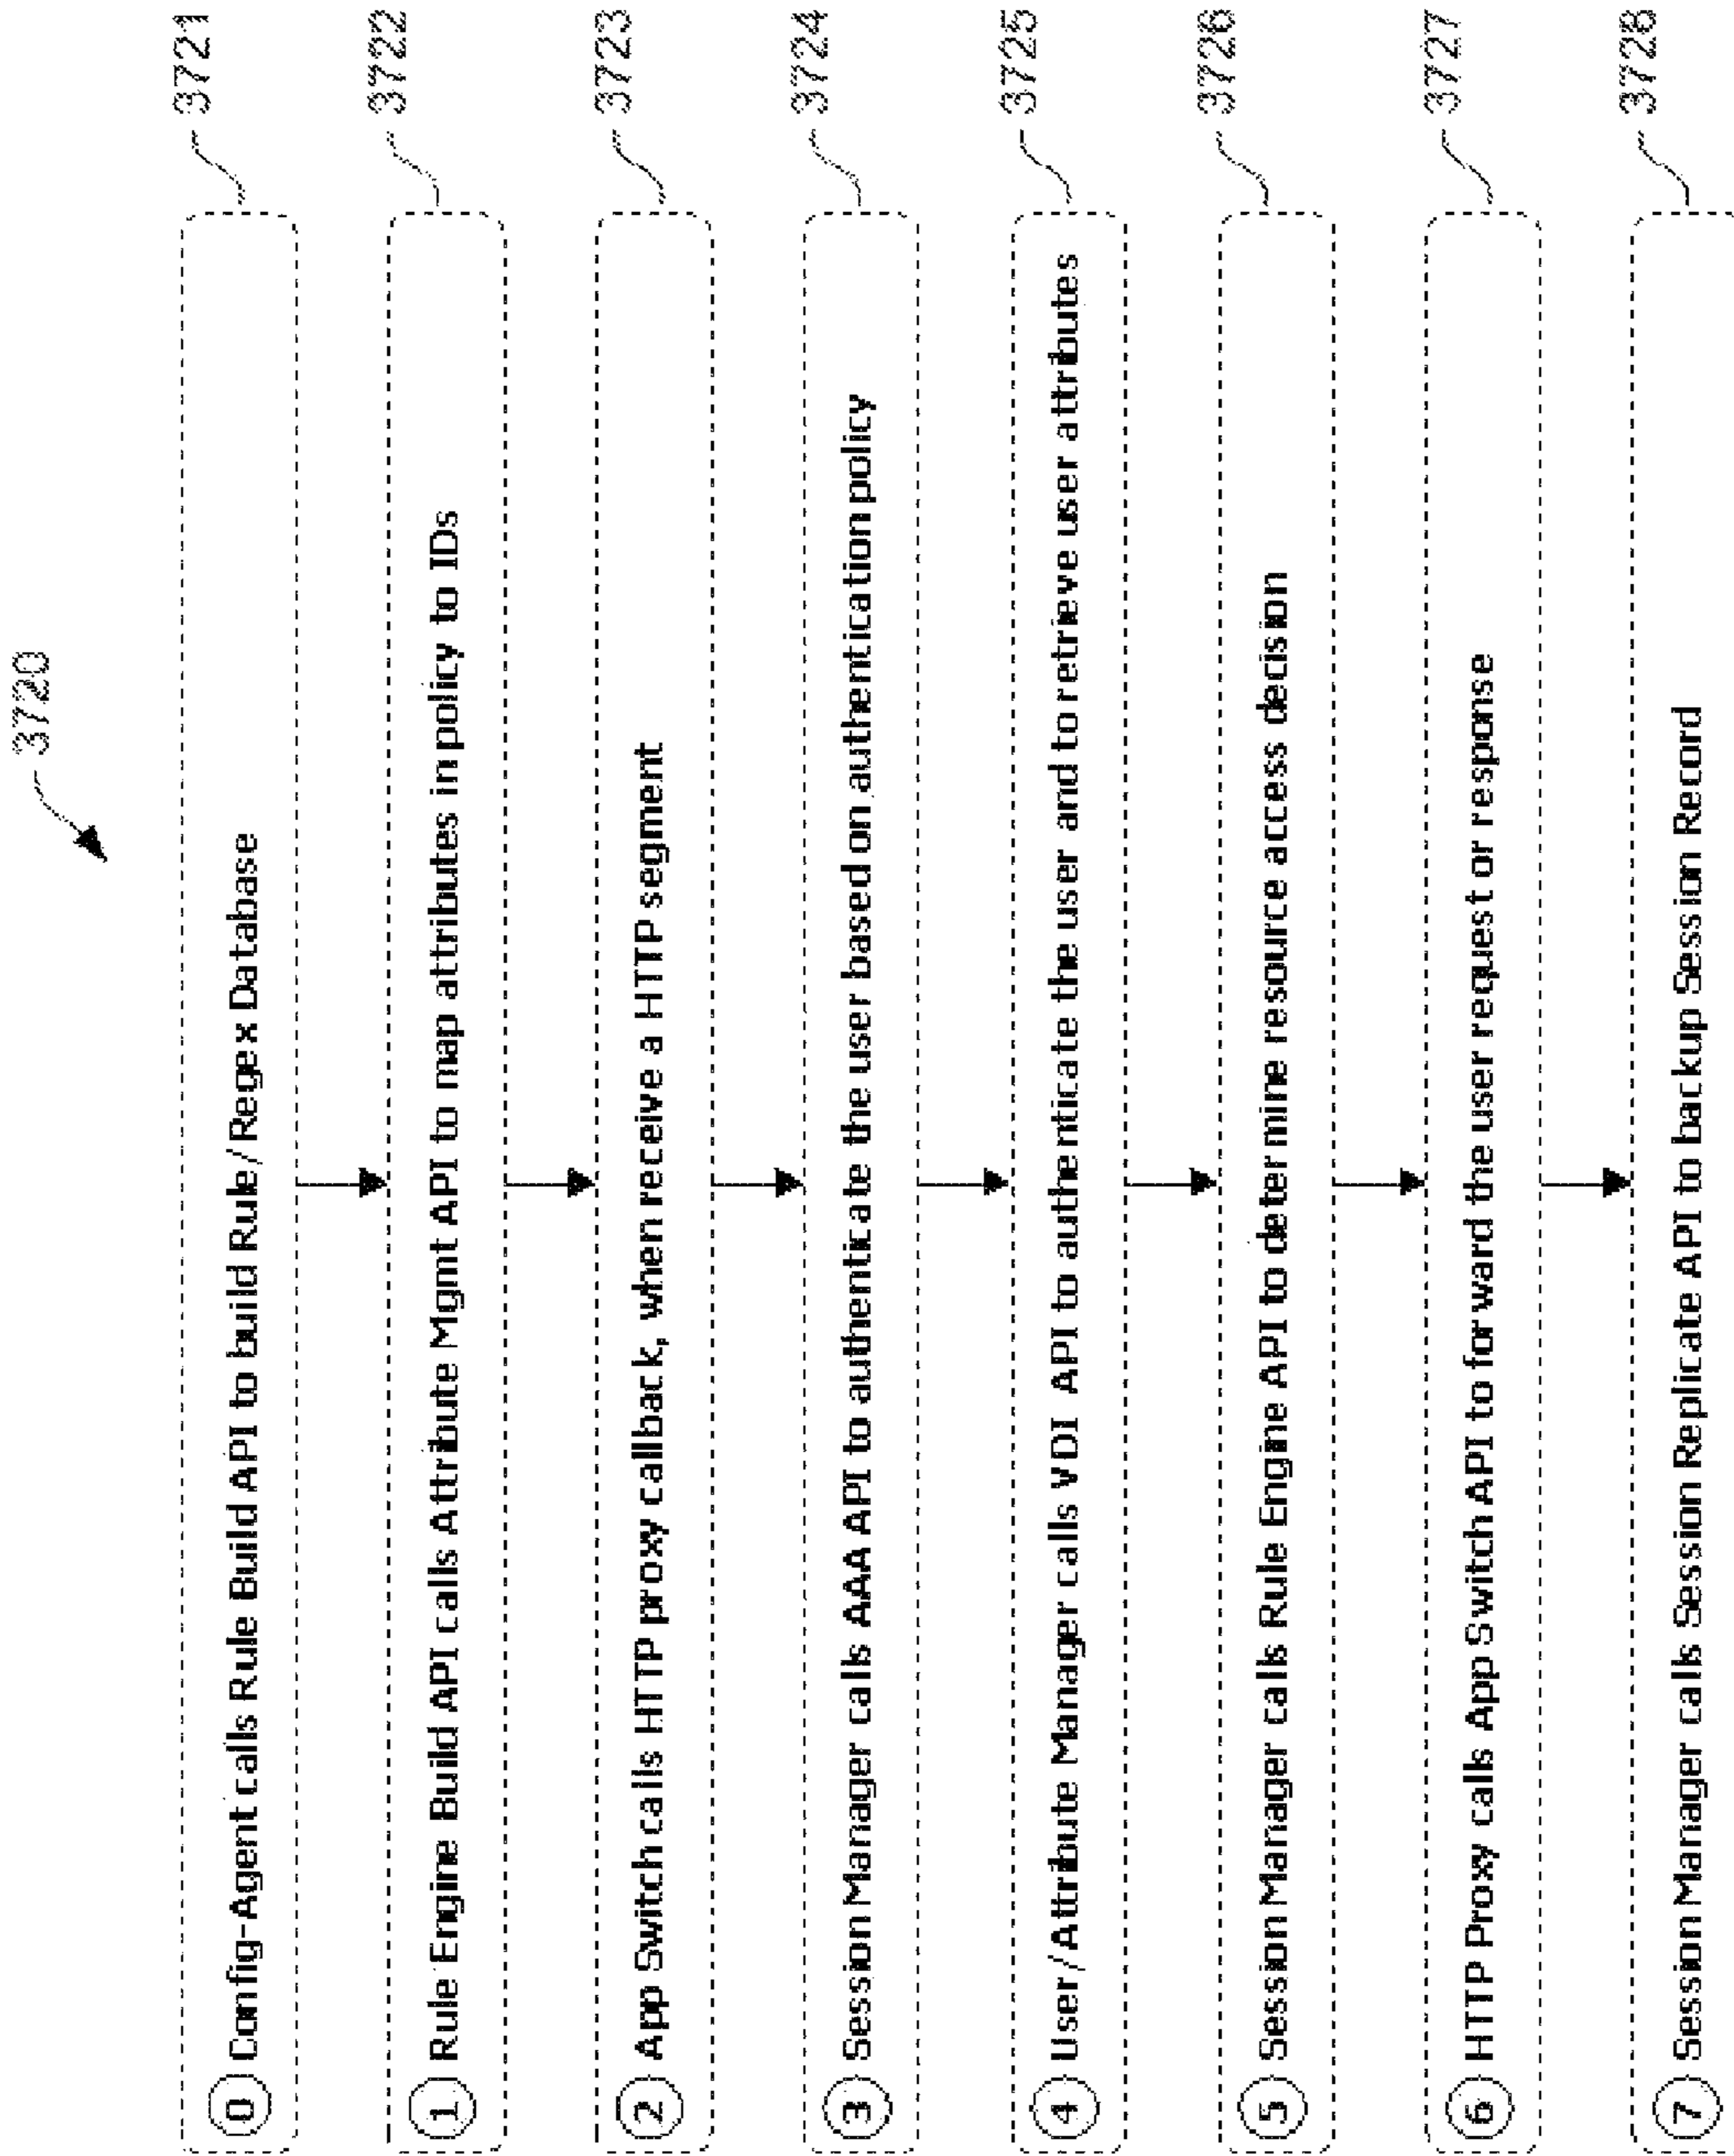 3720
0 Config-Agent calls Rule Build API to build Rule/Regex Database
3721
1 Rule Engine Build API calls Attribute Mgmt API to map attributes in policy to IDs
3722
2 App Switch calls HTTP proxy callback, when receive a HTTP segment
3723
3 Session Manager calls AAA API to authenticate the user based on authentication policy
3724
4 User/Attribute Manager calls VDI API to authenticate the user and to retrieve user attributes
3725
5 Session Manager calls Rule Engine API to determine resource access decision
3726
6 HTTP Proxy calls App Switch API to forward the user request or response
3727
7 Session Manager calls Session Replicate API to backup Session Record
3728